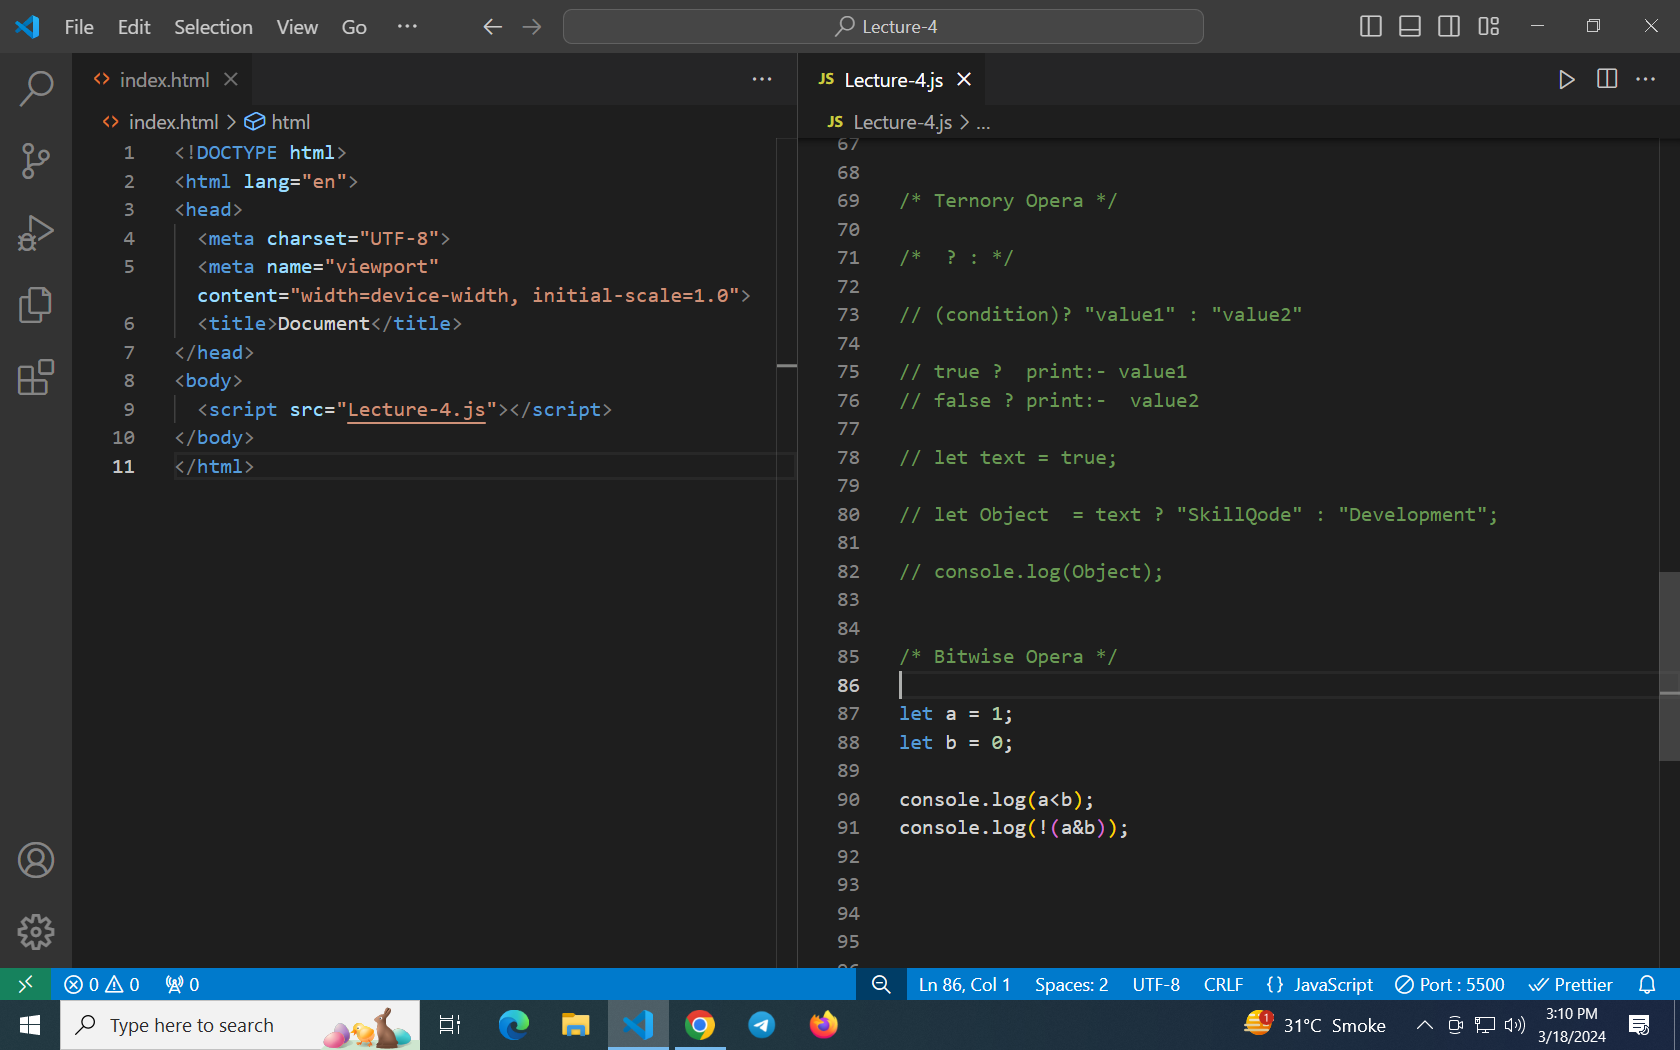 File Edit Selection View Go ··· Lecture-4
index.html
index.html > html
1 <!DOCTYPE html>
2 <html lang="en">
3 <head>
4 <meta charset="UTF-8">
5 <meta name="viewport"
content="width=device-width, initial-scale=1.0">
6 <title>Document</title>
7 </head>
8 <body>
9 <script src="Lecture-4.js"></script>
10 </body>
11 </html>
JS Lecture-4.js
JS Lecture-4.js > ...
67
68
69 /* Ternory Opera */
70
71 /*  ? : */
72
73 // (condition)? "value1" : "value2"
74
75 // true ?  print:- value1
76 // false ? print:-  value2
77
78 // let text = true;
79
80 // let Object  = text ? "SkillQode" : "Development";
81
82 // console.log(Object);
83
84
85 /* Bitwise Opera */
86
87 let a = 1;
88 let b = 0;
89
90 console.log(a<b);
91 console.log(!(a&b));
92
93
94
95
96
0 0 0 Ln 86, Col 1 Spaces: 2 UTF-8 CRLF {} JavaScript Port : 5500 Prettier
Type here to search 1 31°C Smoke 3:10 PM
3/18/2024